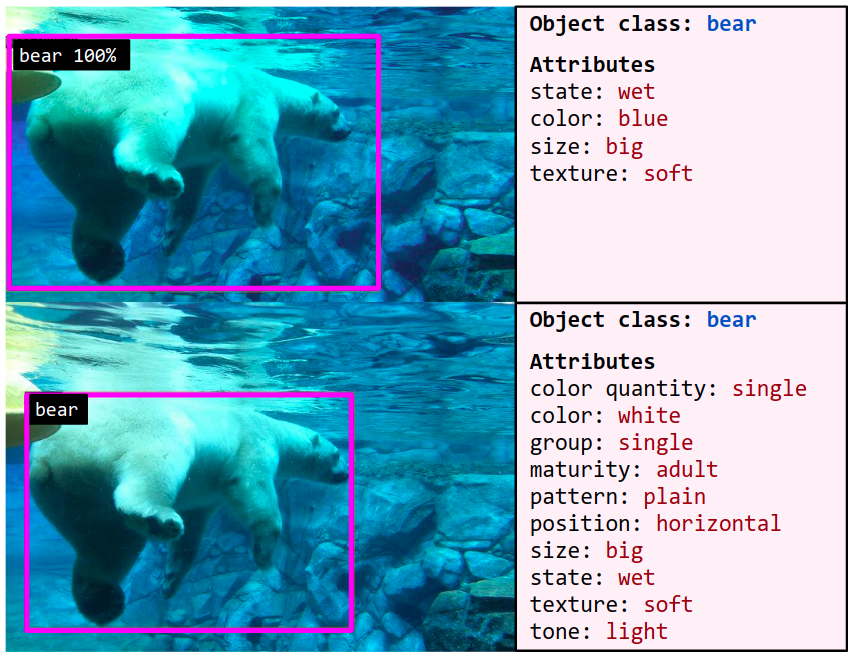 bear 100%
Object class: bear
Attributes
state: wet
color: blue
size: big
texture: soft
bear
Object class: bear
Attributes
color quantity: single
color: white
group: single
maturity: adult
pattern: plain
position: horizontal
size: big
state: wet
texture: soft
tone: light